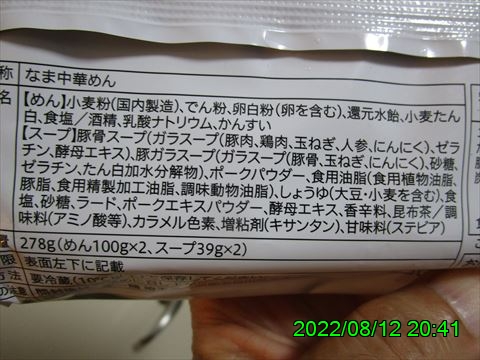 称 なま中華めん
名 【めん】小麦粉(国内製造)、でん粉、卵白粉(卵を含む)、還元水飴、小麦たん
白、食塩／酒精、乳酸ナトリウム、かんすい
【スープ】豚骨スープ(ガラスープ(豚肉、鶏肉、玉ねぎ、人参、にんにく)、ゼラ
チン、酵母エキス)、豚ガラスープ(ガラスープ(豚骨、玉ねぎ、にんにく)、砂糖、
ゼラチン、たん白加水分解物)、ポークパウダー、食用油脂(食用植物油脂、
豚脂、食用精製加工油脂、調味動物油脂)、しょうゆ(大豆・小麦を含む)、食
塩、砂糖、ラード、ポークエキスパウダー、酵母エキス、香辛料、昆布茶／調
味料(アミノ酸等)、カラメル色素、増粘剤(キサンタン)、甘味料(ステビア)
量 278g(めん100g×2、スープ39g×2)
限 表面左下に記載
方法 要冷蔵(10
の注意 開封
2022/08/12 20:41